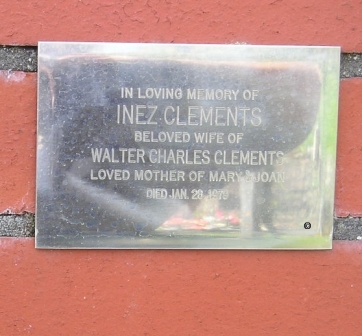 IN LOVING MEMORY OF
INEZ CLEMENTS
BELOVED WIFE OF
WALTER CHARLES CLEMENTS
LOVED MOTHER OF MARY JOAN
DIED JAN. 28,